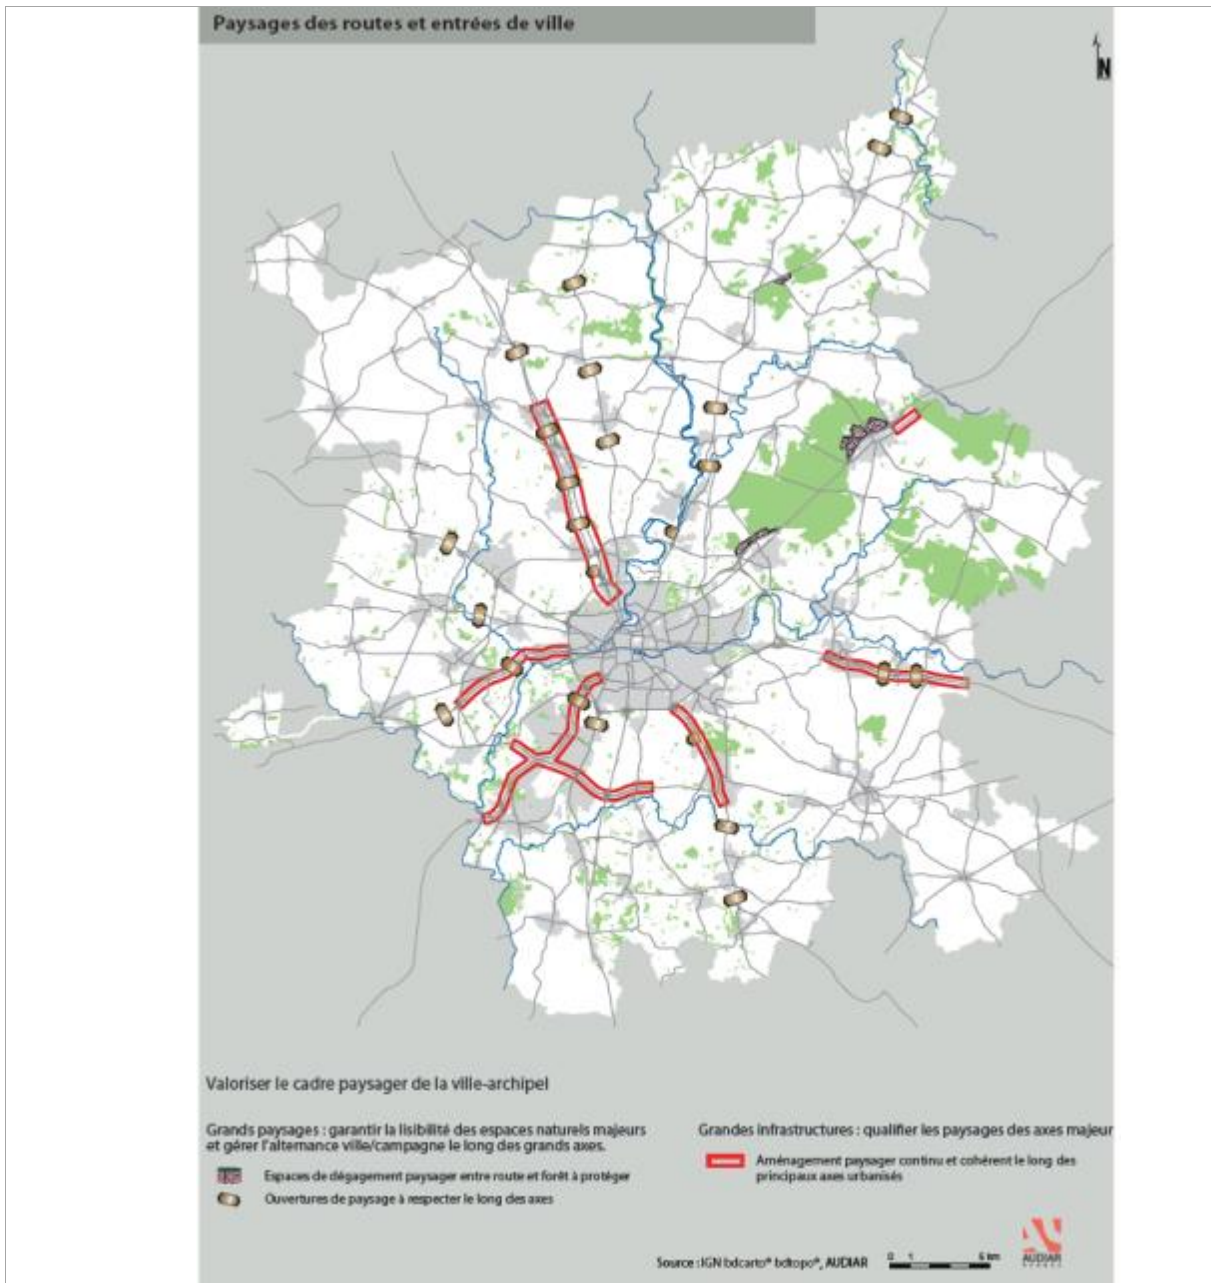 Paysages des routes et entrées de ville
N
Valoriser le cadre paysager de la ville-archipel
Grands paysages : garantir la lisibilité des espaces naturels majeurs
et gérer l'alternance ville/campagne le long des grands axes.
Espaces de dégagement paysager entre route et forêt à protéger
Ouvertures de paysage à respecter le long des axes
Grandes infrastructures : qualifier les paysages des axes majeur
Aménagement paysager continu et cohérent le long des
principaux axes urbanisés
Source : IGN bdcarto® bdtopo®, AUDIAR
0 1 5 km
AUDIAR